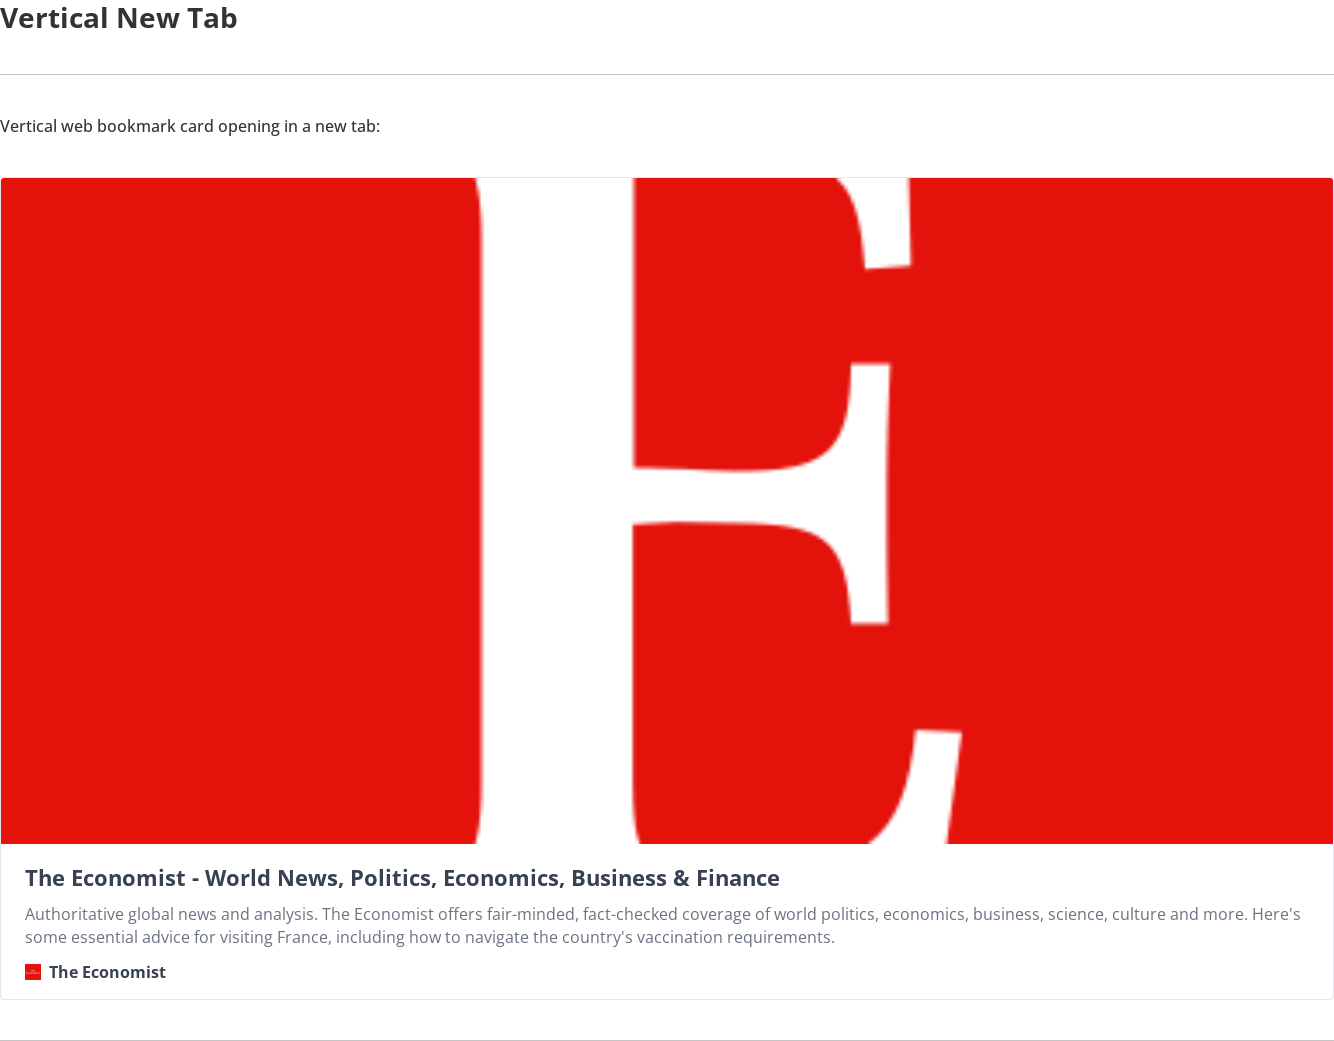 Vertical New Tab
Vertical web bookmark card opening in a new tab:
E
The Economist - World News, Politics, Economics, Business & Finance
Authoritative global news and analysis. The Economist offers fair-minded, fact-checked coverage of world politics, economics, business, science, culture and more. Here's
some essential advice for visiting France, including how to navigate the country's vaccination requirements.
The Economist